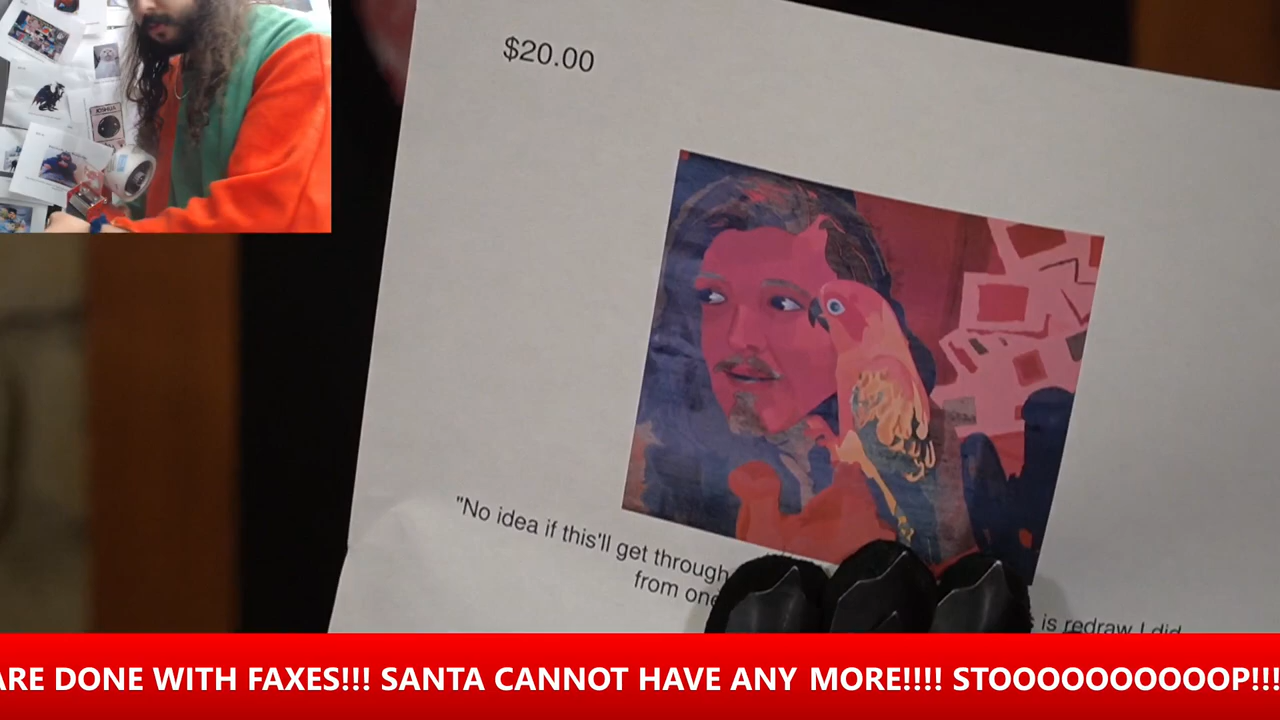 $20.00
"No idea if this'll get through
from one
is redraw I did
ARE DONE WITH FAXES!!! SANTA CANNOT HAVE ANY MORE!!!! STOOOOOOOOOOP!!!
JOSHUA